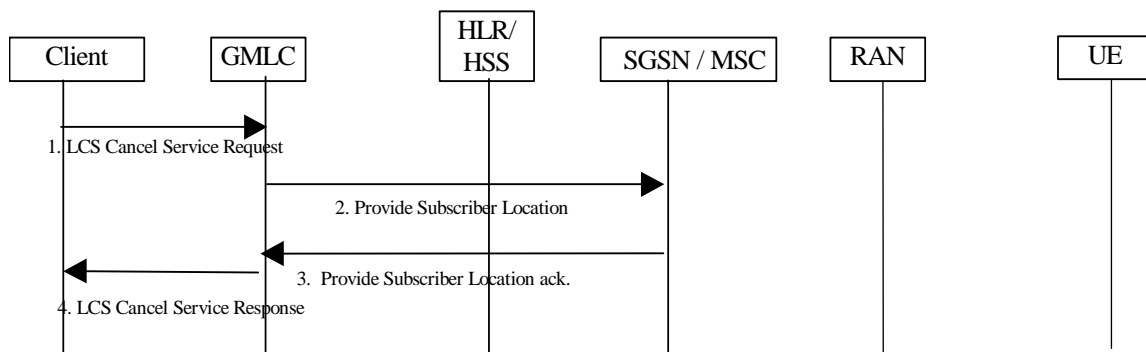 Client
GMLC
HLR/
HSS
SGSN / MSC
RAN
UE
1. LCS Cancel Service Request
2. Provide Subscriber Location
3. Provide Subscriber Location ack.
4. LCS Cancel Service Response